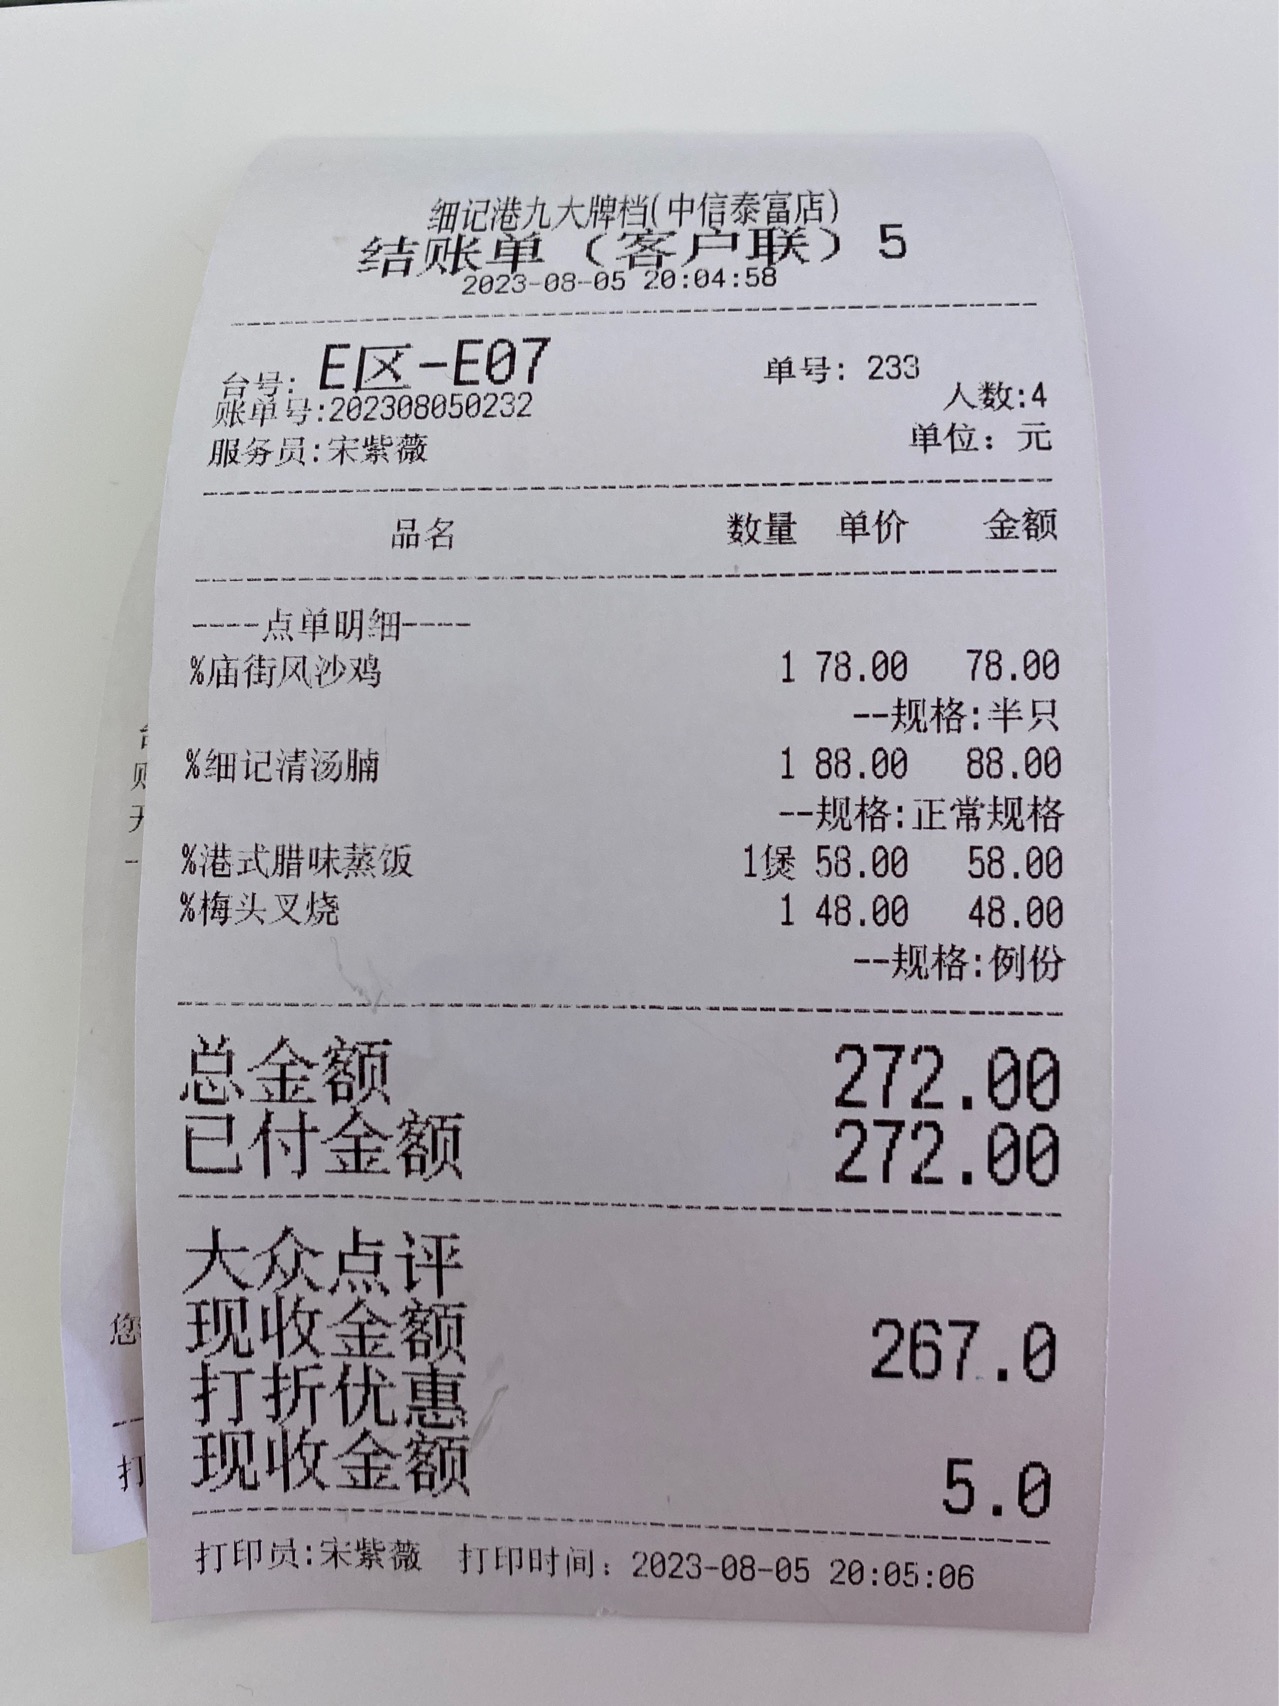 细记港九大牌档(中信泰富店)
结账单（客户联）5
2023-08-05 20:04:58
台号: E区-E07 单号: 233
账单号:202308050232 人数:4
服务员:宋紫薇 单位: 元
品名 数量 单价 金额
----点单明细----
%庙街风沙鸡 1 78.00 78.00
--规格:半只
%细记清汤腩 1 88.00 88.00
--规格:正常规格
%港式腊味蒸饭 1煲 58.00 58.00
%梅头叉烧 1 48.00 48.00
--规格:例份
总金额 272.00
已付金额 272.00
大众点评
现收金额 267.0
打折优惠
现收金额 5.0
打印员:宋紫薇 打印时间: 2023-08-05 20:05:06
您
打